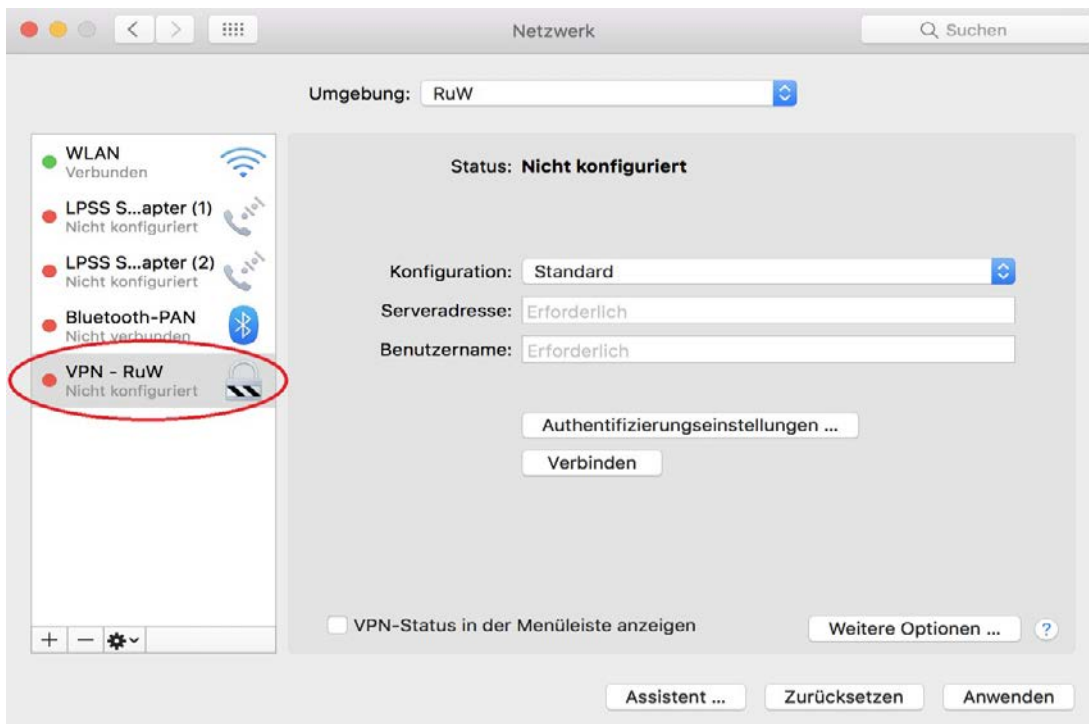 Netzwerk
Suchen
Umgebung: RuW
WLAN
Verbunden
LPSS S...apter (1)
Nicht konfiguriert
LPSS S...apter (2)
Nicht konfiguriert
Bluetooth-PAN
Nicht verbunden
VPN - RuW
Nicht konfiguriert
Status: Nicht konfiguriert
Konfiguration: Standard
Serveradresse: Erforderlich
Benutzername: Erforderlich
Authentifizierungseinstellungen ...
Verbinden
VPN-Status in der Menüleiste anzeigen
Weitere Optionen ... ?
Assistent ... Zurücksetzen Anwenden